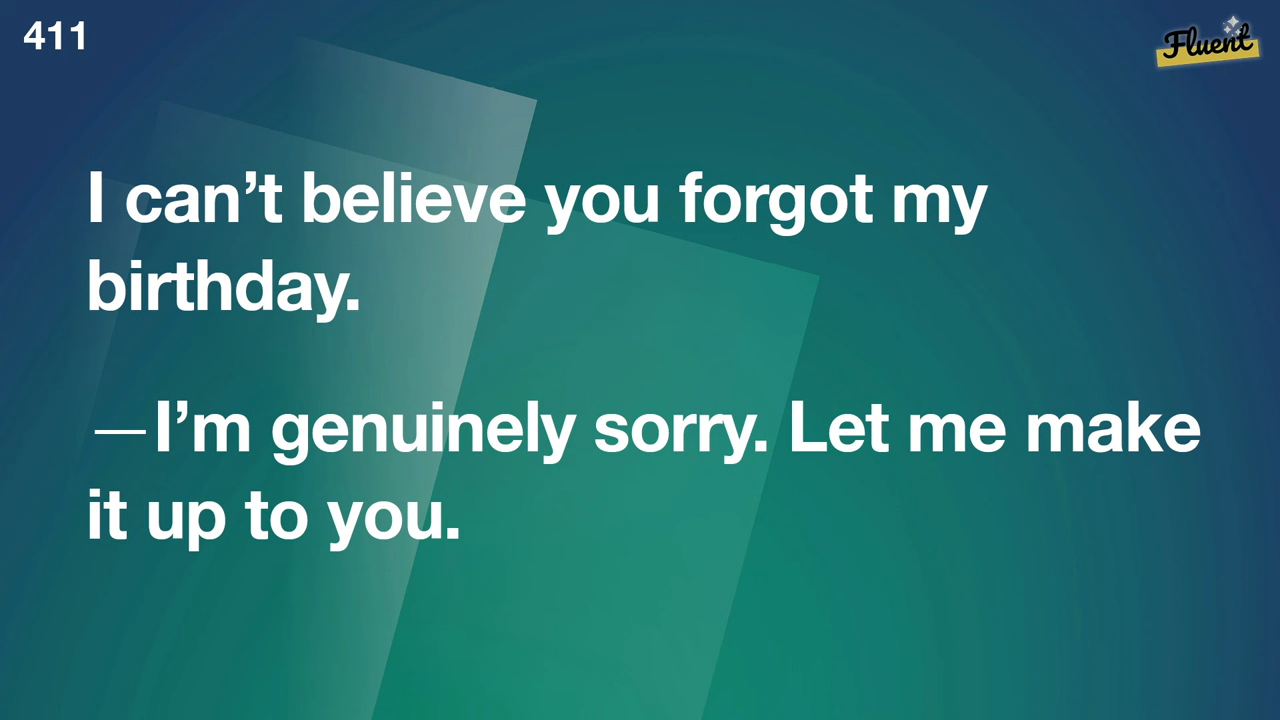 411
Fluent
I can’t believe you forgot my
birthday.
—I’m genuinely sorry. Let me make
it up to you.